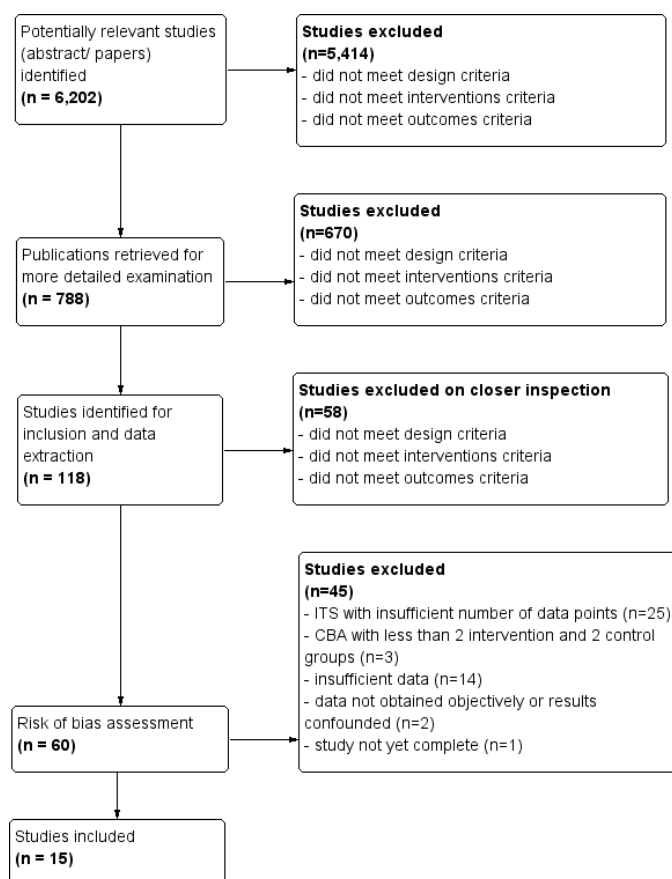 Potentially relevant studies
(abstract/ papers)
identified
(n = 6,202)
Studies excluded
(n=5,414)
- did not meet design criteria
- did not meet interventions criteria
- did not meet outcomes criteria
Publications retrieved for
more detailed examination
(n = 788)
Studies excluded
(n=670)
- did not meet design criteria
- did not meet interventions criteria
- did not meet outcomes criteria
Studies identified for
inclusion and data
extraction
(n = 118)
Studies excluded on closer inspection
(n=58)
- did not meet design criteria
- did not meet interventions criteria
- did not meet outcomes criteria
Studies excluded
(n=45)
- ITS with insufficient number of data points (n=25)
- CBA with less than 2 intervention and 2 control
groups (n=3)
- insufficient data (n=14)
- data not obtained objectively or results
confounded (n=2)
- study not yet complete (n=1)
Risk of bias assessment
(n = 60)
Studies included
(n = 15)